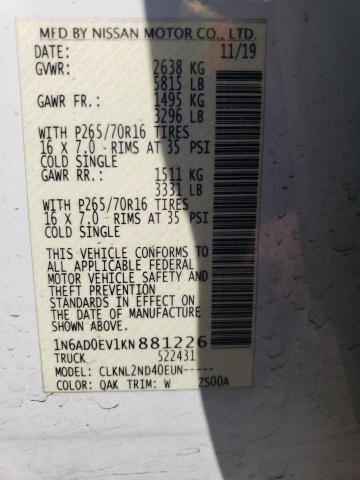 MFD BY NISSAN MOTOR CO., LTD.
DATE: 11/19
GVWR: 2638 KG
5815 LB
GAWR FR.: 1495 KG
3296 LB
WITH P265/70R16 TIRES
16 X 7.0 RIMS AT 35 PSI
COLD SINGLE
GAWR RR.: 1511 KG
3331 LB
WITH P265/70R16 TIRES
16 X 7.0 RIMS AT 35 PSI
COLD SINGLE
THIS VEHICLE CONFORMS TO
ALL APPLICABLE FEDERAL
MOTOR VEHICLE SAFETY AND
THEFT PREVENTION
STANDARDS IN EFFECT ON
THE DATE OF MANUFACTURE
SHOWN ABOVE.
1N6AD0EV1KN881226
TRUCK 522431
MODEL: CLKNL2ND40EUN-----
COLOR: QAK TRIM: W ZS00A